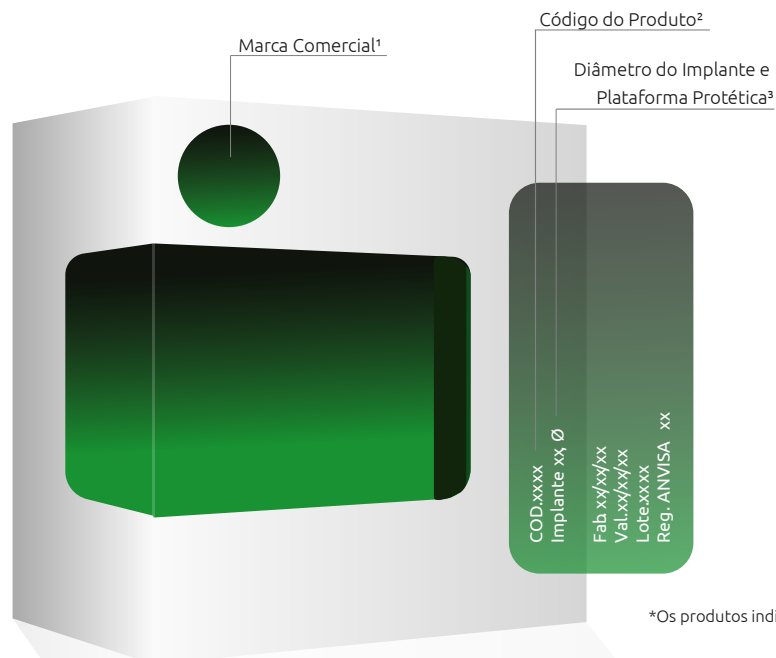 Código do Produto²
Marca Comercial¹
Diâmetro do Implante e
Plataforma Protética³
COD.xxxx
Implante xx, Ø
Fab xx/xx/xx
Val.xx/xx/xx
Lote.xxxx
Reg. ANVISA xx
*Os produtos indi